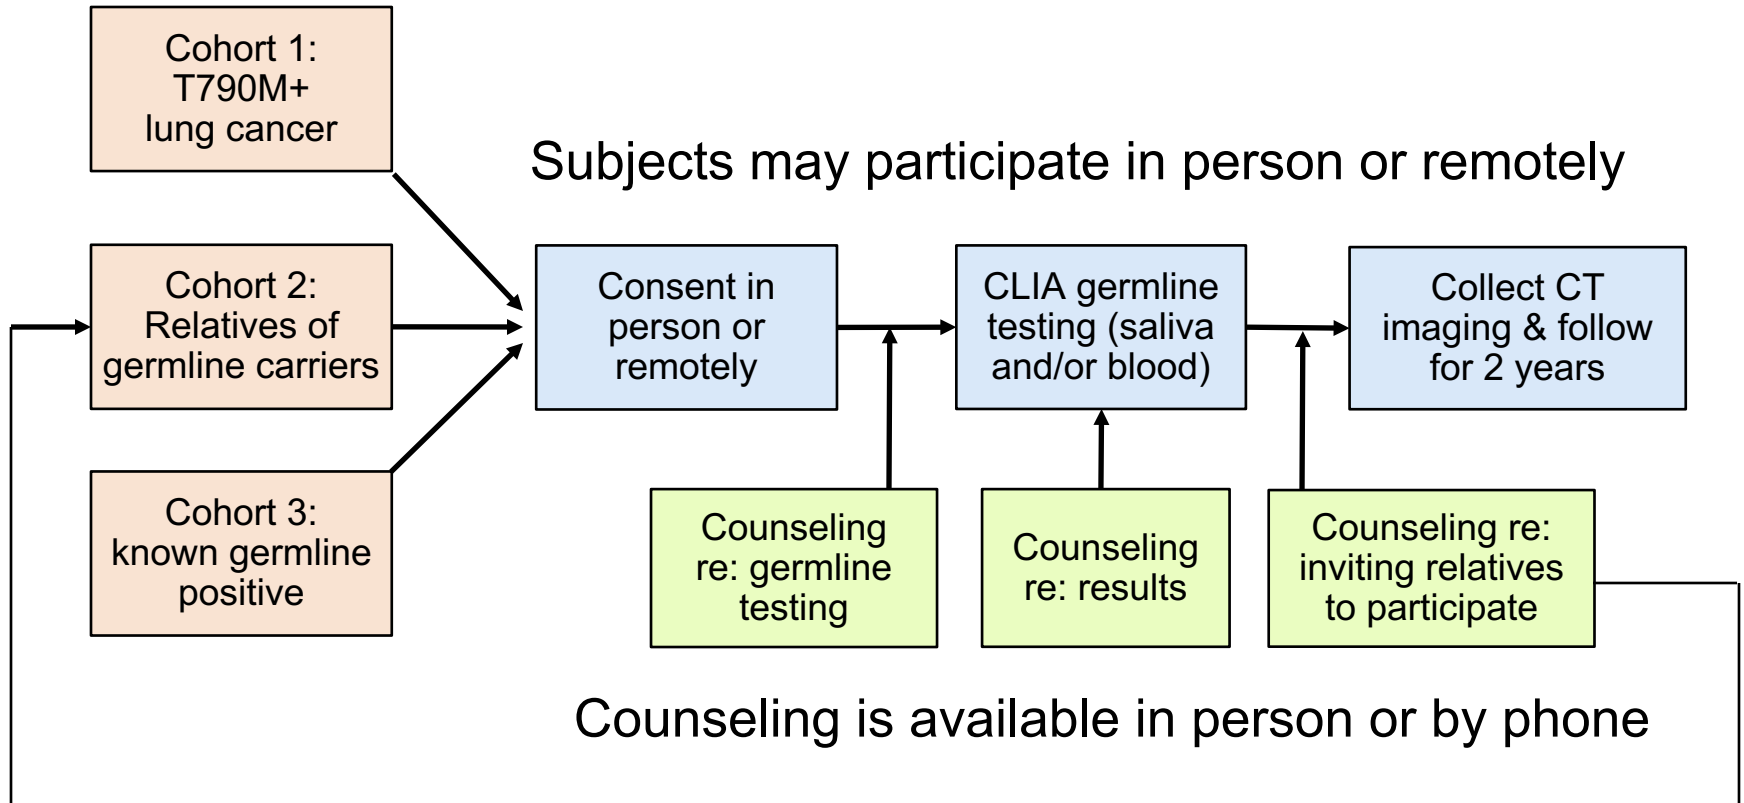 Cohort 1:
T790M+
lung cancer
Subjects may participate in person or remotely
Cohort 2:
Relatives of
germline carriers
Consent in
person or
remotely
CLIA germline
testing (saliva
and/or blood)
Collect CT
imaging & follow
for 2 years
Cohort 3:
known germline
positive
Counseling
re: germline
testing
Counseling
re: results
Counseling re:
inviting relatives
to participate
Counseling is available in person or by phone